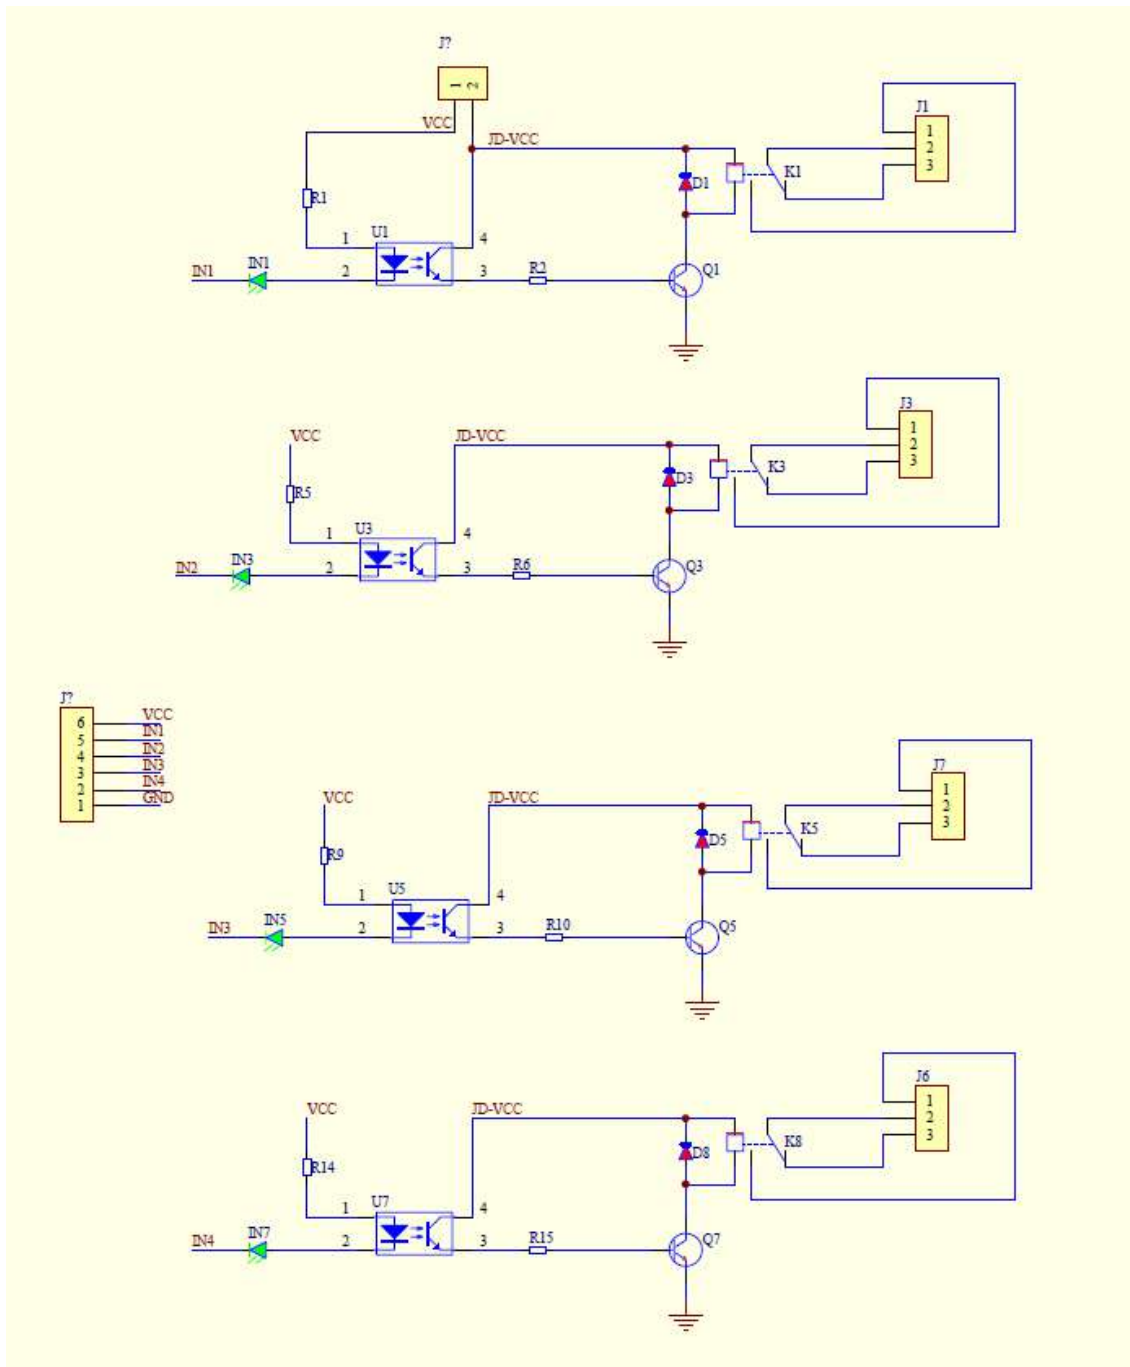 J?
1 2
VCC
JD-VCC
J1
1
2
3
R1
D1
K1
U1
1
4
IN1
IN1
2
3
R2
Q1
VCC
JD-VCC
J3
1
2
3
R5
D3
K3
U3
1
4
IN2
IN3
2
3
R6
Q3
J?
6 VCC
5 IN1
4 IN2
3 IN3
2 IN4
1 GND
VCC
JD-VCC
J7
1
2
3
R9
D5
K5
U5
1
4
IN3
IN5
2
3
R10
Q5
VCC
JD-VCC
J6
1
2
3
R14
D8
K8
U7
1
4
IN4
IN7
2
3
R15
Q7